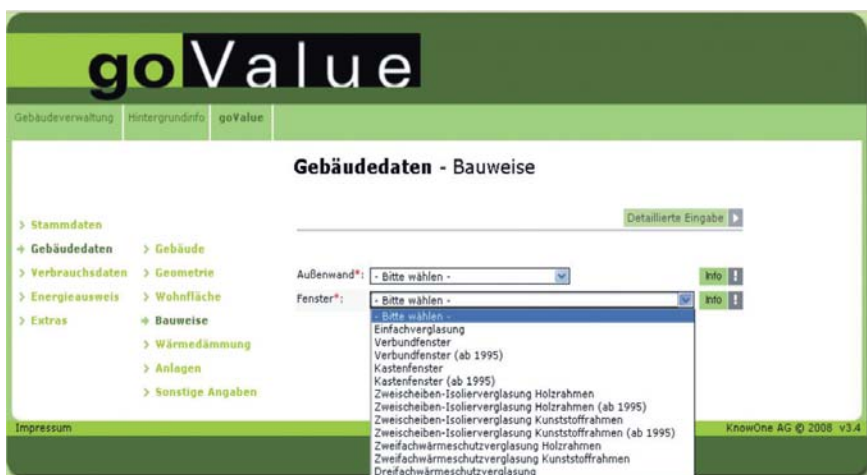 goValue
Gebäudeverwaltung Hintergrundinfo goValue
Gebäudedaten - Bauweise
Detaillierte Eingabe
> Stammdaten
Gebäudedaten
> Verbrauchsdaten
> Energieausweis
> Extras
> Gebäude
> Geometrie
> Wohnfläche
Bauweise
> Wärmedämmung
> Anlagen
> Sonstige Angaben
Außenwand*: - Bitte wählen - Info !
Fenster*: - Bitte wählen - Info !
- Bitte wählen -
Einfachverglasung
Verbundfenster
Verbundfenster (ab 1995)
Kastenfenster
Kastenfenster (ab 1995)
Zweischeiben-Isolierverglasung Holzrahmen
Zweischeiben-Isolierverglasung Holzrahmen (ab 1995)
Zweischeiben-Isolierverglasung Kunststoffrahmen
Zweischeiben-Isolierverglasung Kunststoffrahmen (ab 1995)
Zweifachwärmeschutzverglasung Holzrahmen
Zweifachwärmeschutzverglasung Kunststoffrahmen
Dreifachwärmeschutzverglasung
Impressum
KnowOne AG © 2008 v3.4